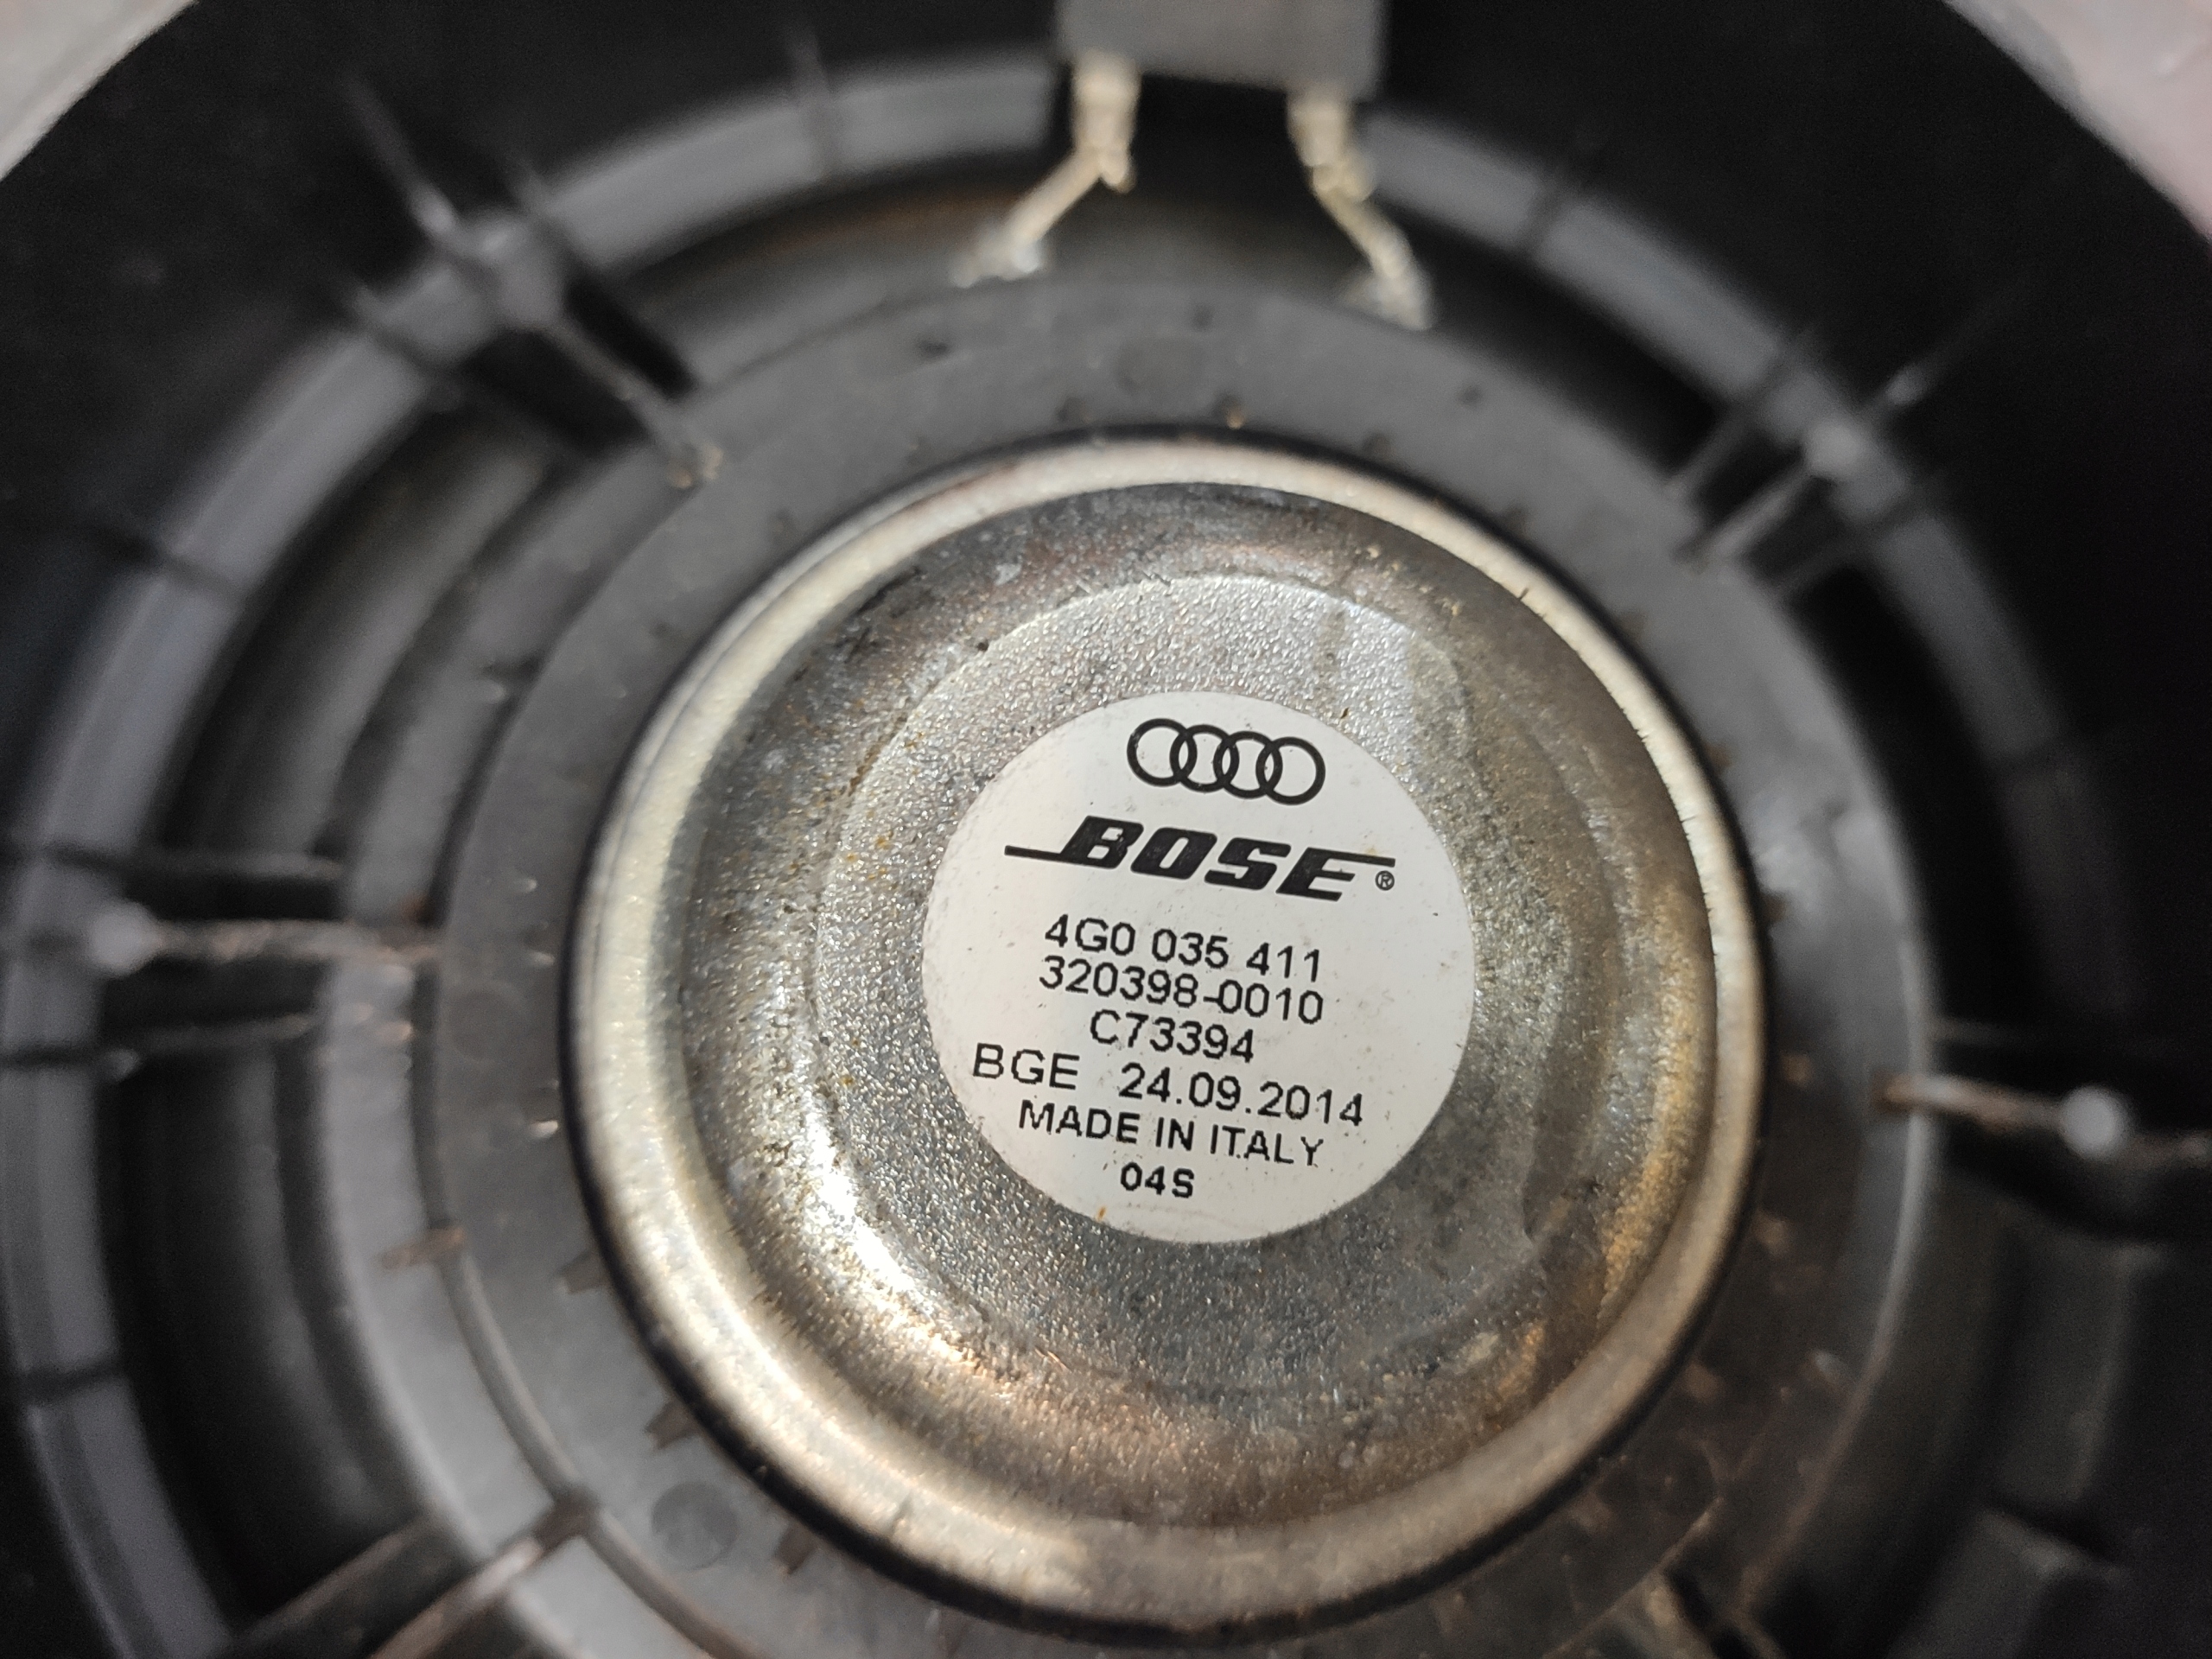 BOSE®
4G0 035 411
320398-0010
C73394
BGE 24.09.2014
MADE IN ITALY
04S